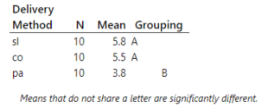 Delivery
Method N Mean Grouping
sl 10 5.8 A
co 10 5.5 A
pa 10 3.8 B
Means that do not share a letter are significantly different.